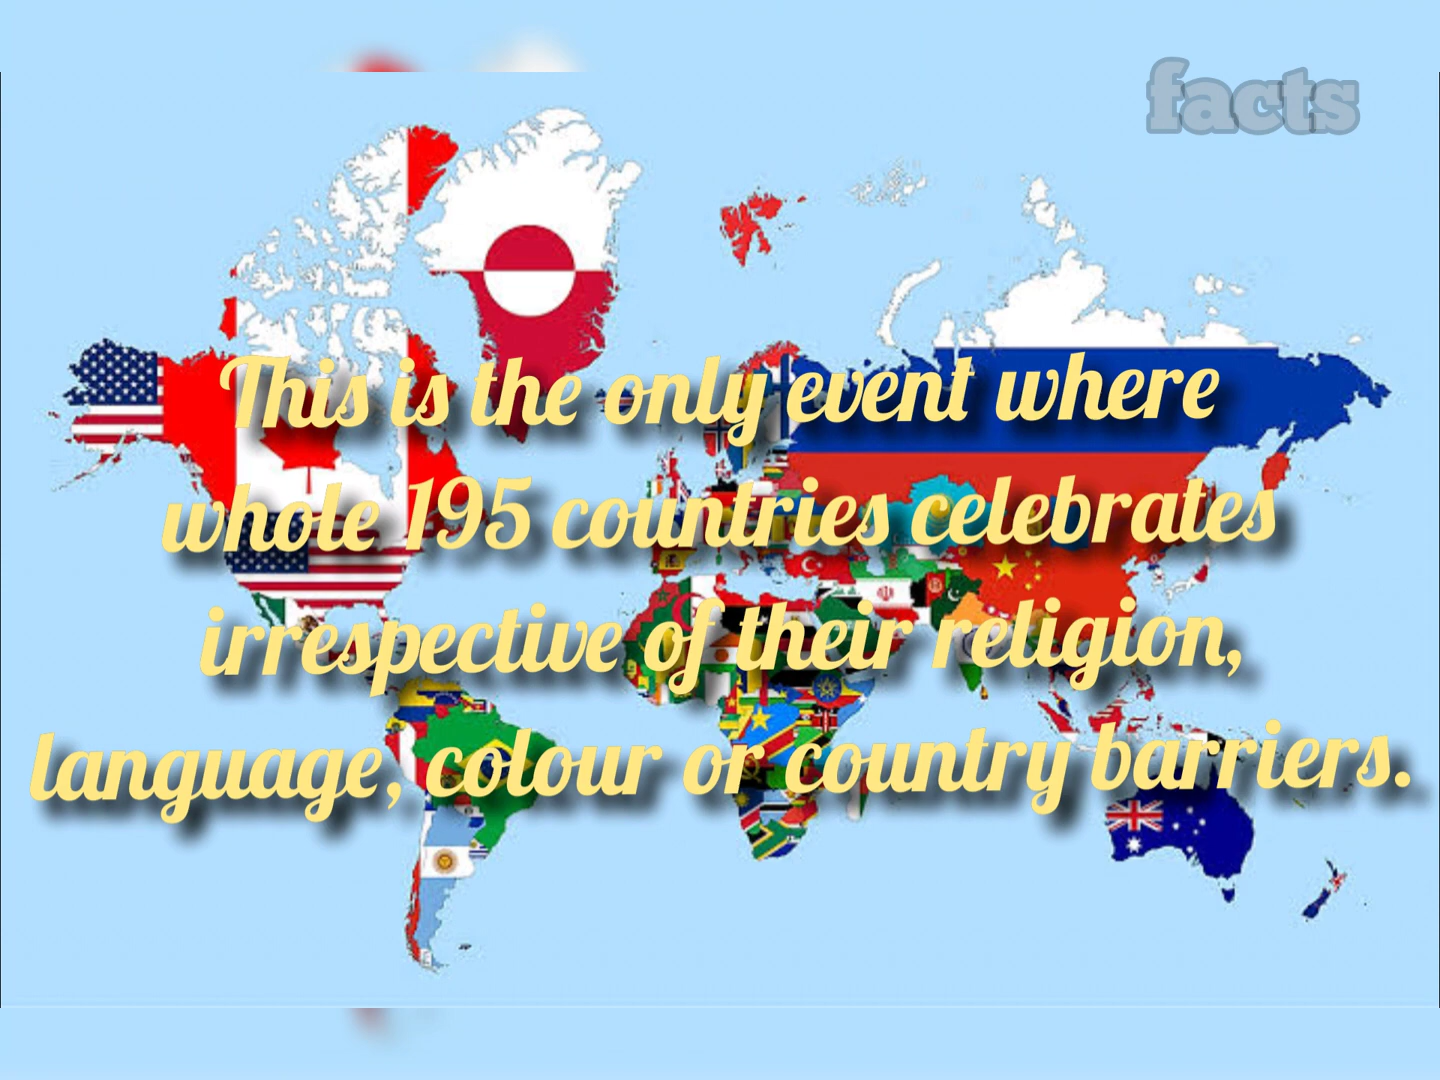 facts
This is the only event where
whole 195 countries celebrates
irrespective of their religion,
language, colour or country barriers.